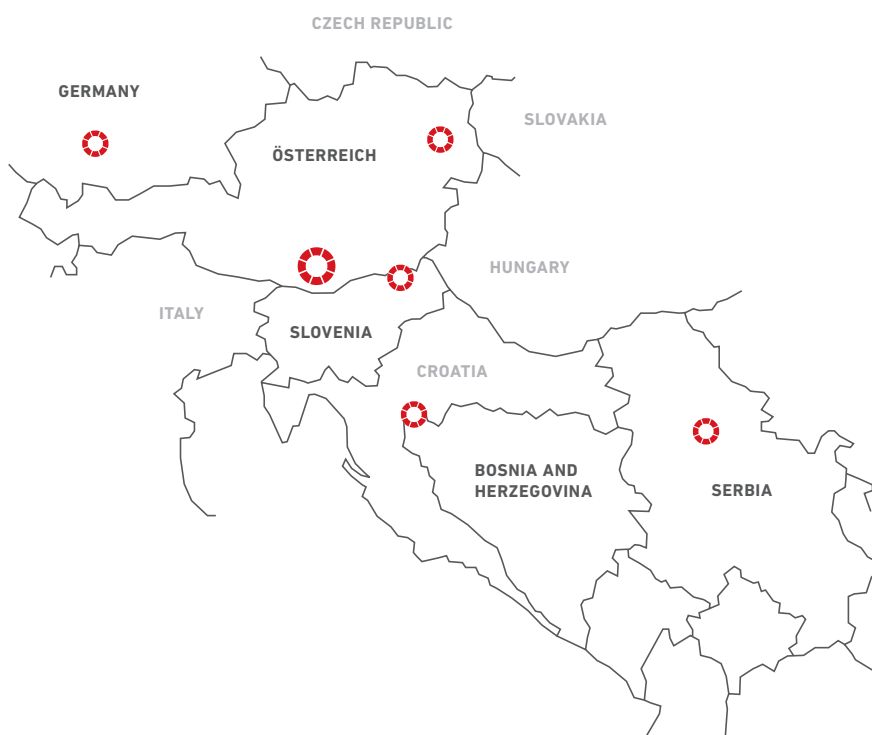 CZECH REPUBLIC
GERMANY
SLOVAKIA
ÖSTERREICH
HUNGARY
ITALY
SLOVENIA
CROATIA
BOSNIA AND
HERZEGOVINA
SERBIA